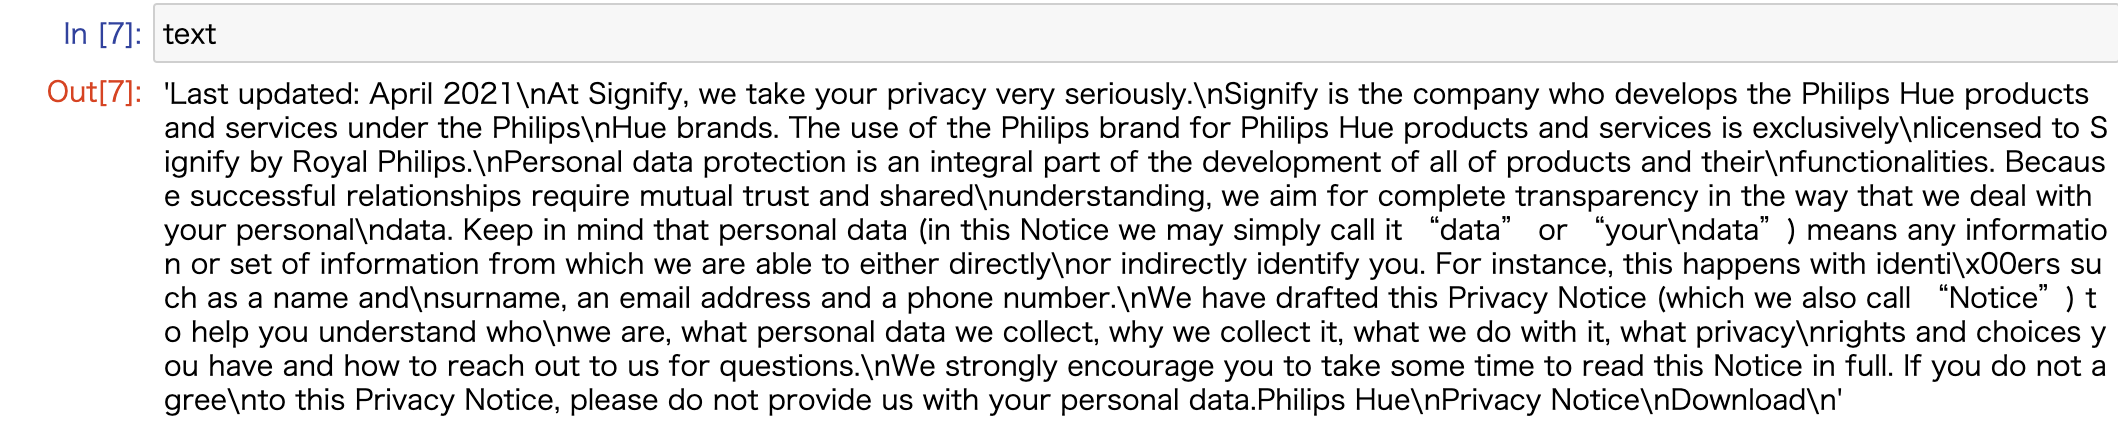 In [7]: text
Out[7]: 'Last updated: April 2021\nAt Signify, we take your privacy very seriously.\nSignify is the company who develops the Philips Hue products
and services under the Philips\nHue brands. The use of the Philips brand for Philips Hue products and services is exclusively\nlicensed to S
ignify by Royal Philips.\nPersonal data protection is an integral part of the development of all of products and their\nfunctionalities. Becaus
e successful relationships require mutual trust and shared\nunderstanding, we aim for complete transparency in the way that we deal with
your personal\ndata. Keep in mind that personal data (in this Notice we may simply call it “data” or “your\ndata”) means any informatio
n or set of information from which we are able to either directly\nor indirectly identify you. For instance, this happens with identi\x00ers su
ch as a name and\nsurname, an email address and a phone number.\nWe have drafted this Privacy Notice (which we also call “Notice”) t
o help you understand who\nwe are, what personal data we collect, why we collect it, what we do with it, what privacy\nrights and choices y
ou have and how to reach out to us for questions.\nWe strongly encourage you to take some time to read this Notice in full. If you do not a
gree\nto this Privacy Notice, please do not provide us with your personal data.Philips Hue\nPrivacy Notice\nDownload\n'